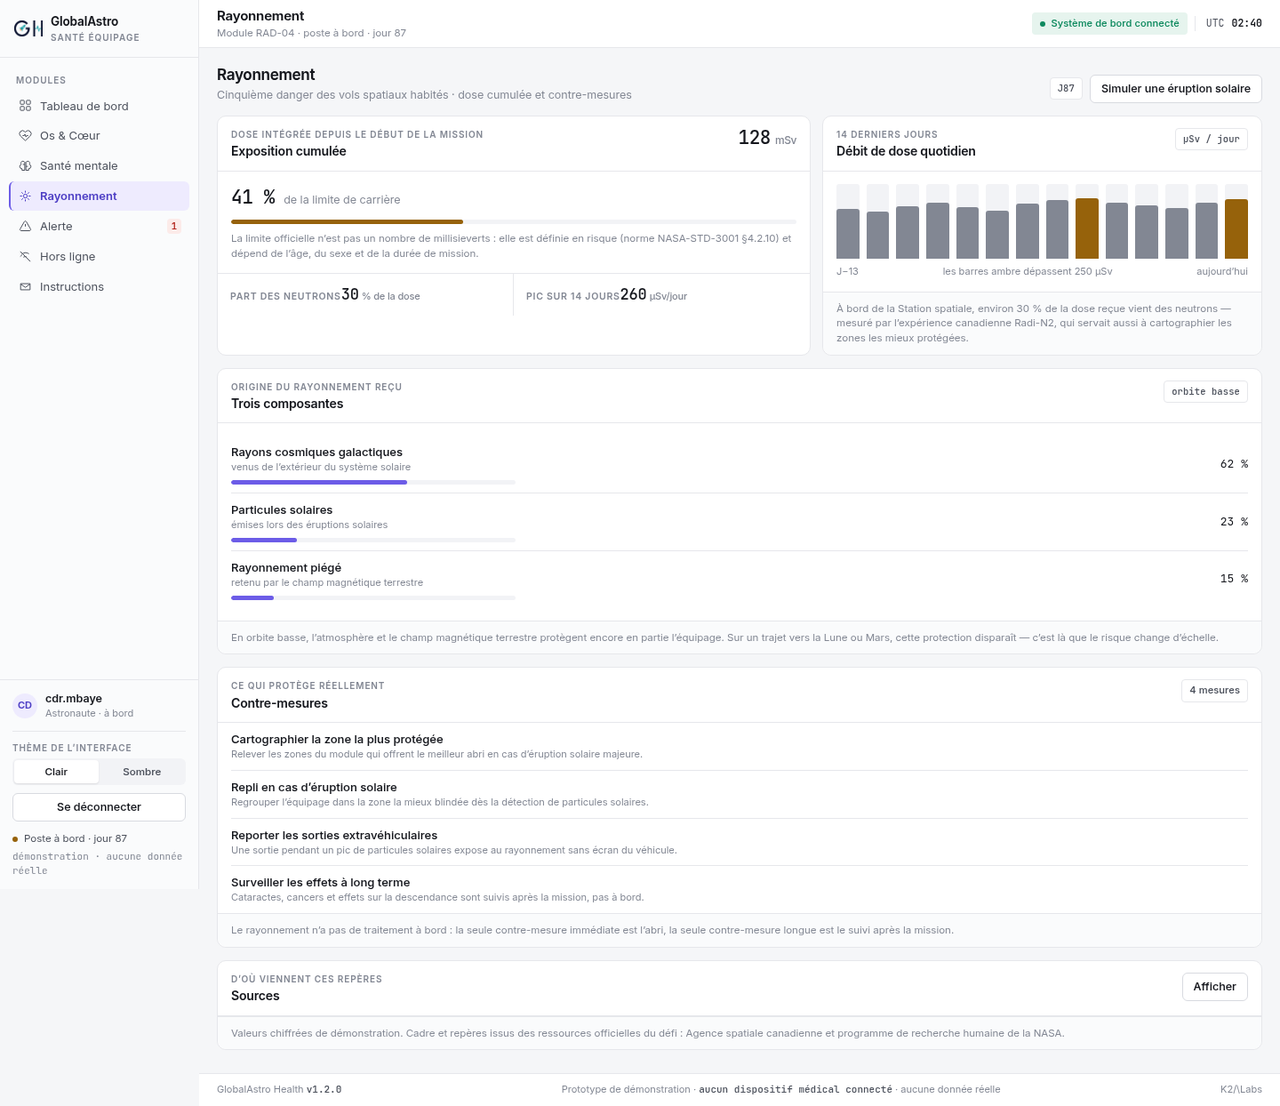 GlobalAstro
SANTÉ ÉQUIPAGE
MODULES
Tableau de bord
Os & Cœur
Santé mentale
Rayonnement
Alerte 1
Hors ligne
Instructions
cdr.mbaye
CD
Astronaute · à bord
THÈME DE L'INTERFACE
Clair Sombre
Se déconnecter
Poste à bord · jour 87
démonstration · aucune donnée
réelle
Rayonnement
Module RAD-04 · poste à bord · jour 87
Système de bord connecté
UTC 02:40
Rayonnement
Cinquième danger des vols spatiaux habités · dose cumulée et contre-mesures
J87
Simuler une éruption solaire
DOSE INTÉGRÉE DEPUIS LE DÉBUT DE LA MISSION
Exposition cumulée
128 mSv
41 % de la limite de carrière
La limite officielle n'est pas un nombre de millisieverts : elle est définie en risque (norme NASA-STD-3001 §4.2.10) et
dépend de l'âge, du sexe et de la durée de mission.
PART DES NEUTRONS 30 % de la dose
PIC SUR 14 JOURS 260 µSv/jour
14 DERNIERS JOURS
Débit de dose quotidien
µSv / jour
J−13 les barres ambre dépassent 250 µSv aujourd'hui
À bord de la Station spatiale, environ 30 % de la dose reçue vient des neutrons —
mesuré par l'expérience canadienne Radi-N2, qui servait aussi à cartographier les
zones les mieux protégées.
ORIGINE DU RAYONNEMENT REÇU
Trois composantes
orbite basse
Rayons cosmiques galactiques
venus de l'extérieur du système solaire
62 %
Particules solaires
émises lors des éruptions solaires
23 %
Rayonnement piégé
retenu par le champ magnétique terrestre
15 %
En orbite basse, l'atmosphère et le champ magnétique terrestre protègent encore en partie l'équipage. Sur un trajet vers la Lune ou Mars, cette protection disparaît — c'est là que le risque change d'échelle.
CE QUI PROTÈGE RÉELLEMENT
Contre-mesures
4 mesures
Cartographier la zone la plus protégée
Relever les zones du module qui offrent le meilleur abri en cas d'éruption solaire majeure.
Repli en cas d'éruption solaire
Regrouper l'équipage dans la zone la mieux blindée dès la détection de particules solaires.
Reporter les sorties extravéhiculaires
Une sortie pendant un pic de particules solaires expose au rayonnement sans écran du véhicule.
Surveiller les effets à long terme
Cataractes, cancers et effets sur la descendance sont suivis après la mission, pas à bord.
Le rayonnement n'a pas de traitement à bord : la seule contre-mesure immédiate est l'abri, la seule contre-mesure longue est le suivi après la mission.
D'OÙ VIENNENT CES REPÈRES
Sources
Afficher
Valeurs chiffrées de démonstration. Cadre et repères issus des ressources officielles du défi : Agence spatiale canadienne et programme de recherche humaine de la NASA.
GlobalAstro Health v1.2.0
Prototype de démonstration · aucun dispositif médical connecté · aucune donnée réelle
K2/\Labs